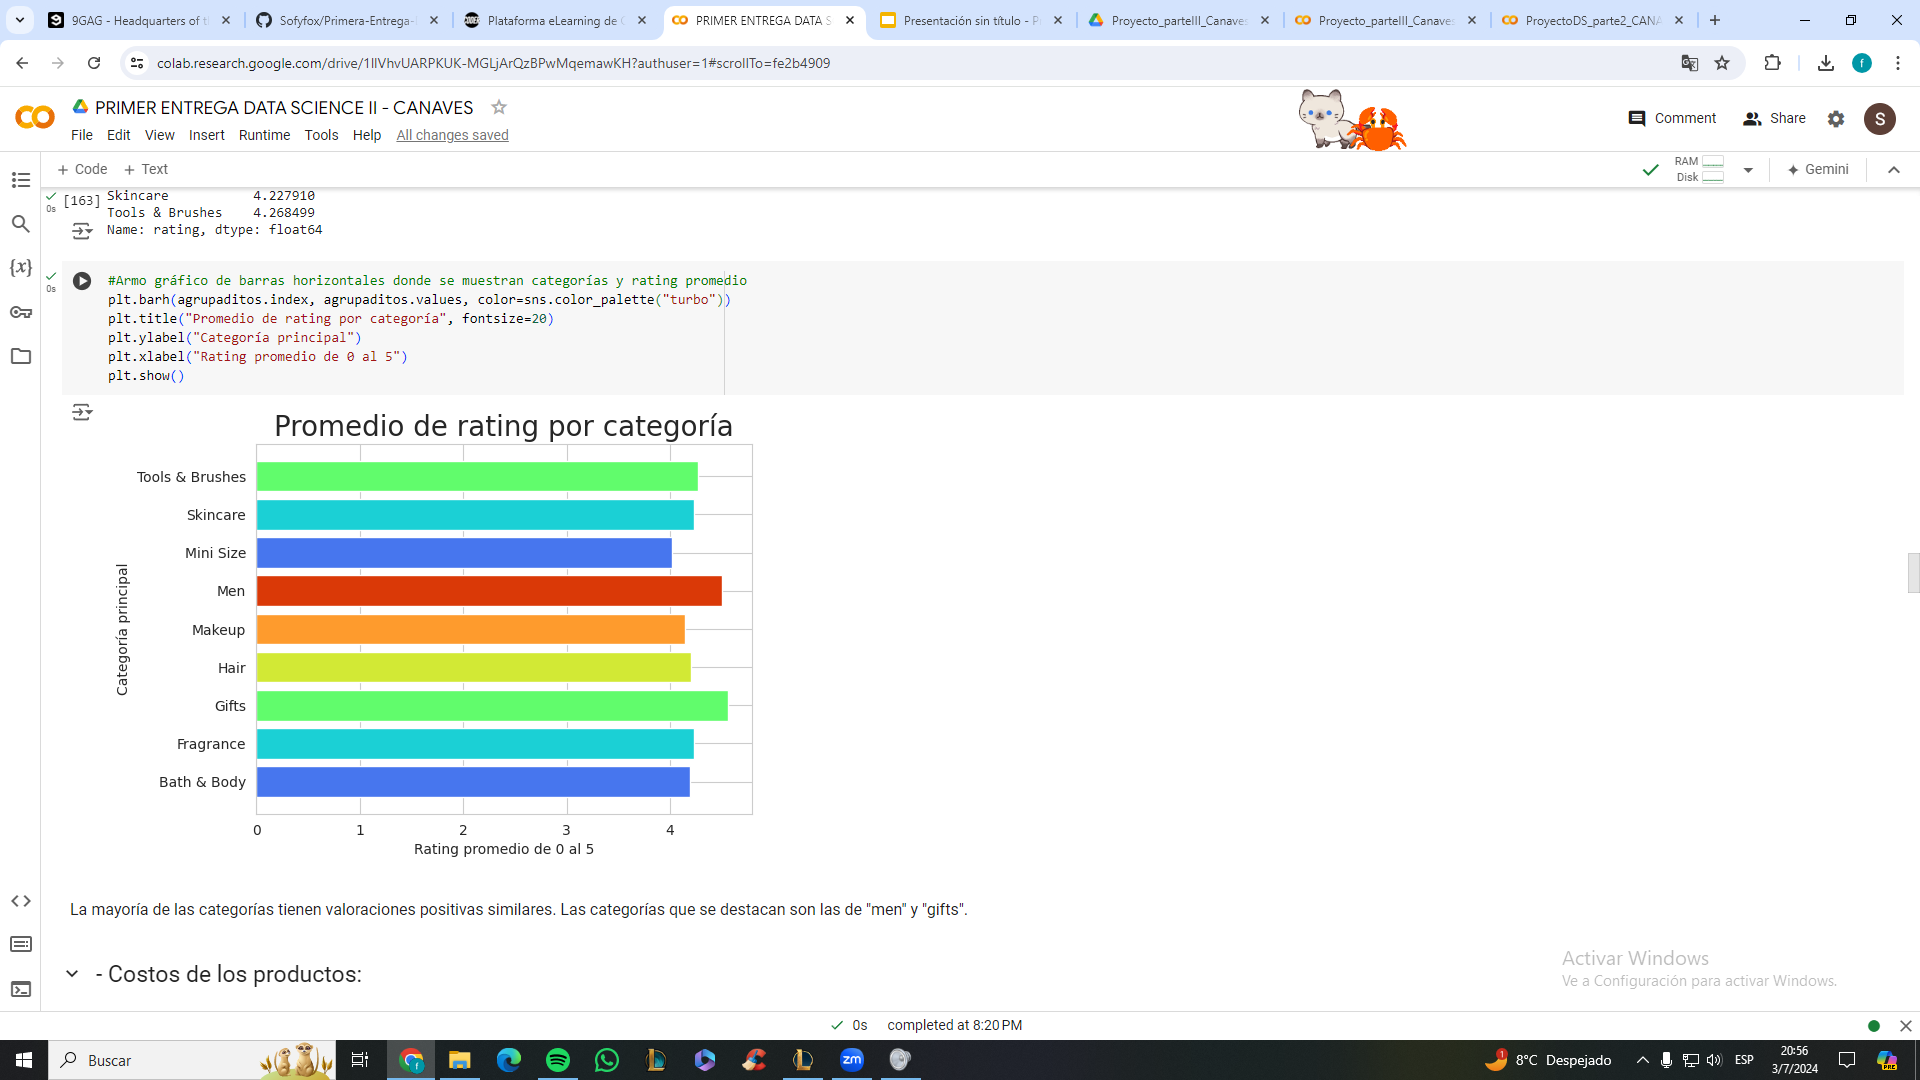 9GAG - Headquarters of t
Sofyfox/Primera-Entrega-
Plataforma eLearning de
PRIMER ENTREGA DATA S
Presentación sin título - P
Proyecto_parteIII_Canaves
Proyecto_parteIII_Canaves
ProyectoDS_parte2_CANA
colab.research.google.com/drive/1IIVhvUARPKUK-MGLjArQzBPwMqemawKH?authuser=1#scrollTo=fe2b4909
f
PRIMER ENTREGA DATA SCIENCE II - CANAVES
File Edit View Insert Runtime Tools Help All changes saved
Comment
Share
S
+ Code + Text
RAM
Disk
Gemini
0s
[163]
Skincare 4.227910
Tools & Brushes 4.268499
Name: rating, dtype: float64
0s
#Armo gráfico de barras horizontales donde se muestran categorías y rating promedio
plt.barh(agrupaditos.index, agrupaditos.values, color=sns.color_palette("turbo"))
plt.title("Promedio de rating por categoría", fontsize=20)
plt.ylabel("Categoría principal")
plt.xlabel("Rating promedio de 0 al 5")
plt.show()
Promedio de rating por categoría
Tools & Brushes
Skincare
Mini Size
Men
Makeup
Hair
Gifts
Fragrance
Bath & Body
Categoría principal
0 1 2 3 4
Rating promedio de 0 al 5
La mayoría de las categorías tienen valoraciones positivas similares. Las categorías que se destacan son las de "men" y "gifts".
- Costos de los productos:
Activar Windows
Ve a Configuración para activar Windows.
0s completed at 8:20 PM
Buscar
zm
1
8°C Despejado
ESP
20:56
3/7/2024
PRE